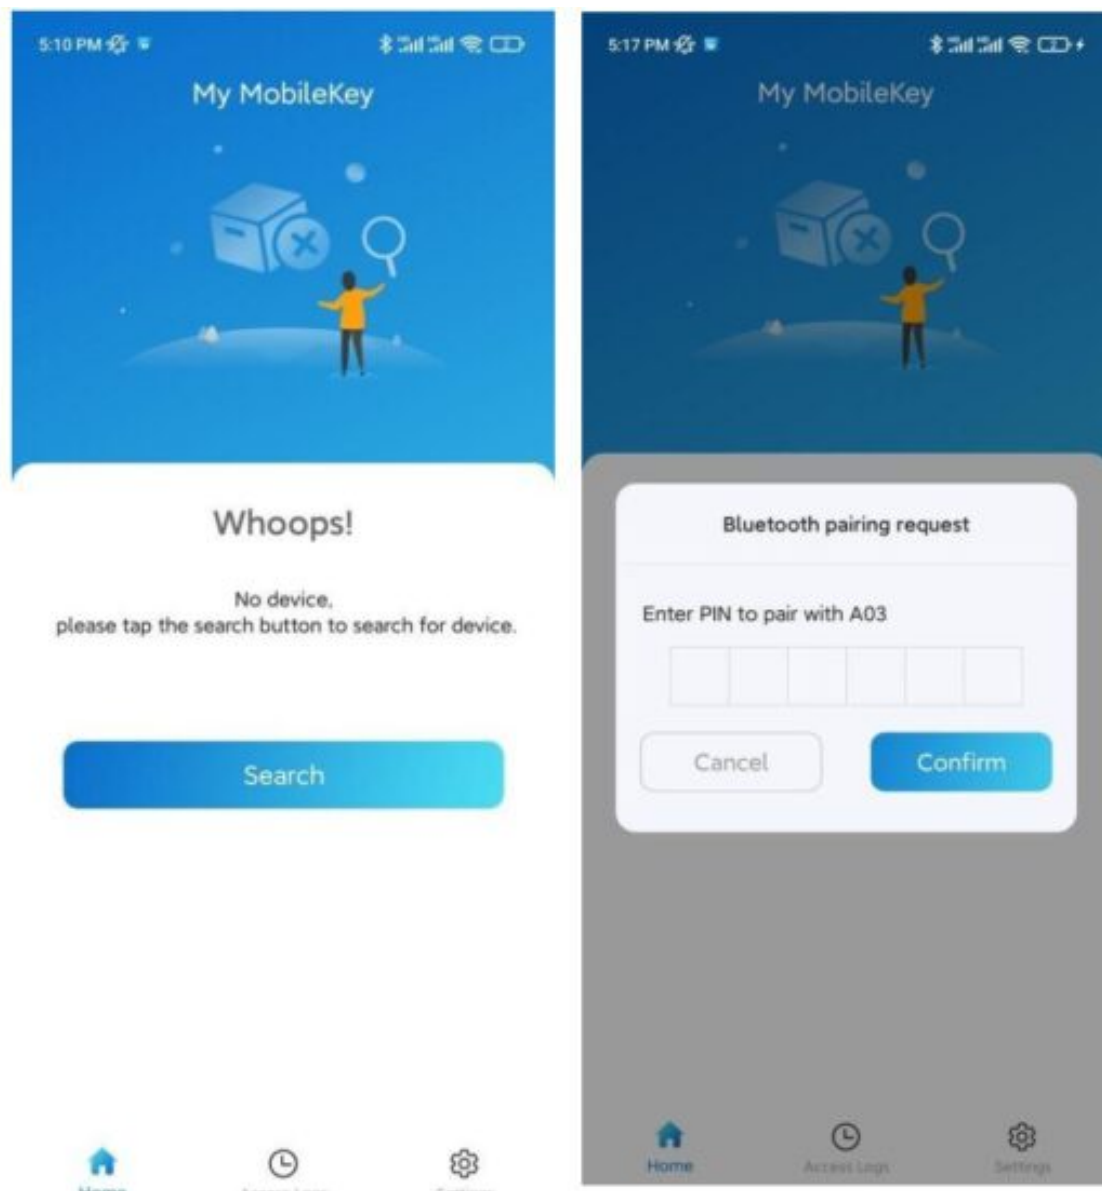 5:10 PM
My MobileKey
Whoops!
No device,
please tap the search button to search for device.
Search
Home
5:17 PM
My MobileKey
Bluetooth pairing request
Enter PIN to pair with A03
Cancel
Confirm
Home
Access Logs
Settings